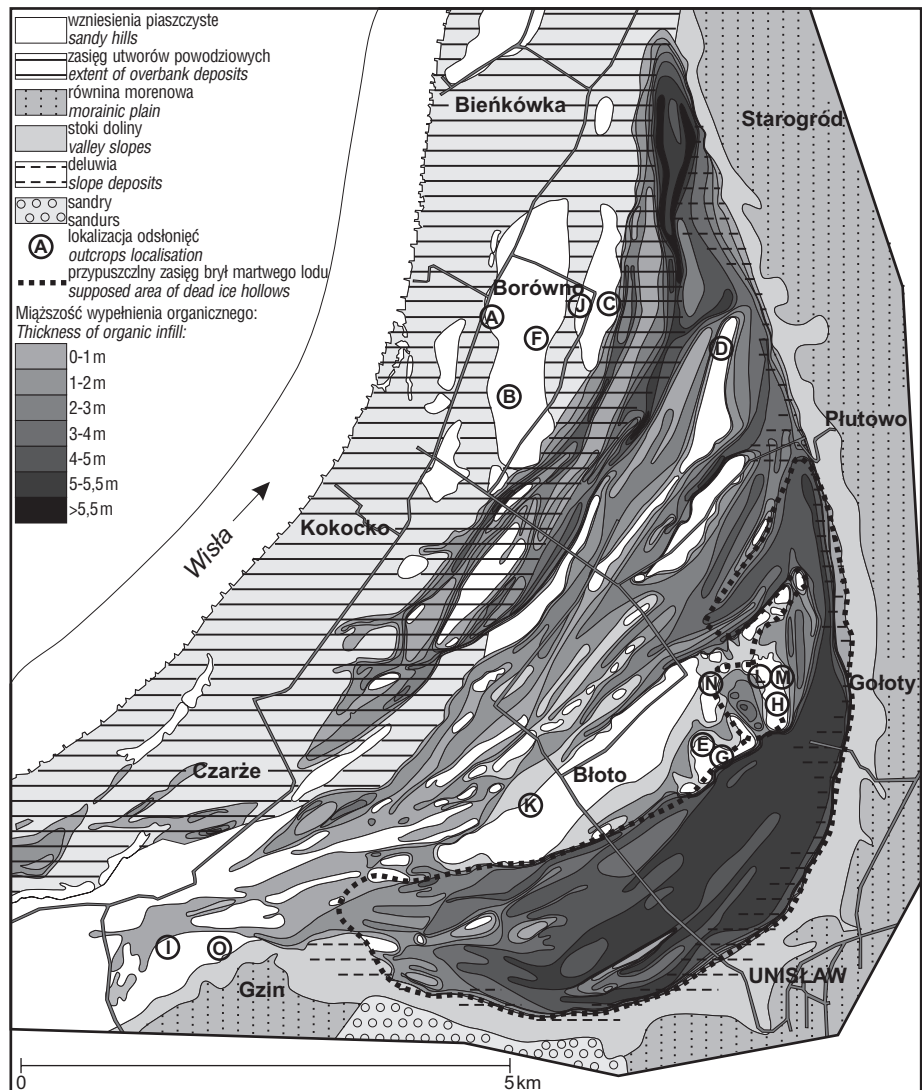 wzniesienia piaszczyste
sandy hills
zasięg utworów powodziowych
extent of overbank deposits
równina morenowa
morainic plain
stoki doliny
valley slopes
deluwia
slope deposits
sandry
sandurs
A
lokalizacja odsłonięć
outcrops localisation
przypuszczlny zasięg brył martwego lodu
supposed area of dead ice hollows
Miąższość wypełnienia organicznego:
Thickness of organic infill:
0-1 m
1-2 m
2-3 m
3-4 m
4-5 m
5-5,5 m
>5,5 m
Bieńkówka
Starogród
Borówno
A
J
C
F
D
B
Płutowo
Wisła
Kokocko
N
L
M
Gołoty
H
E
G
Czarże
Błoto
K
I
O
Gzin
UNISŁAW
0
5 km